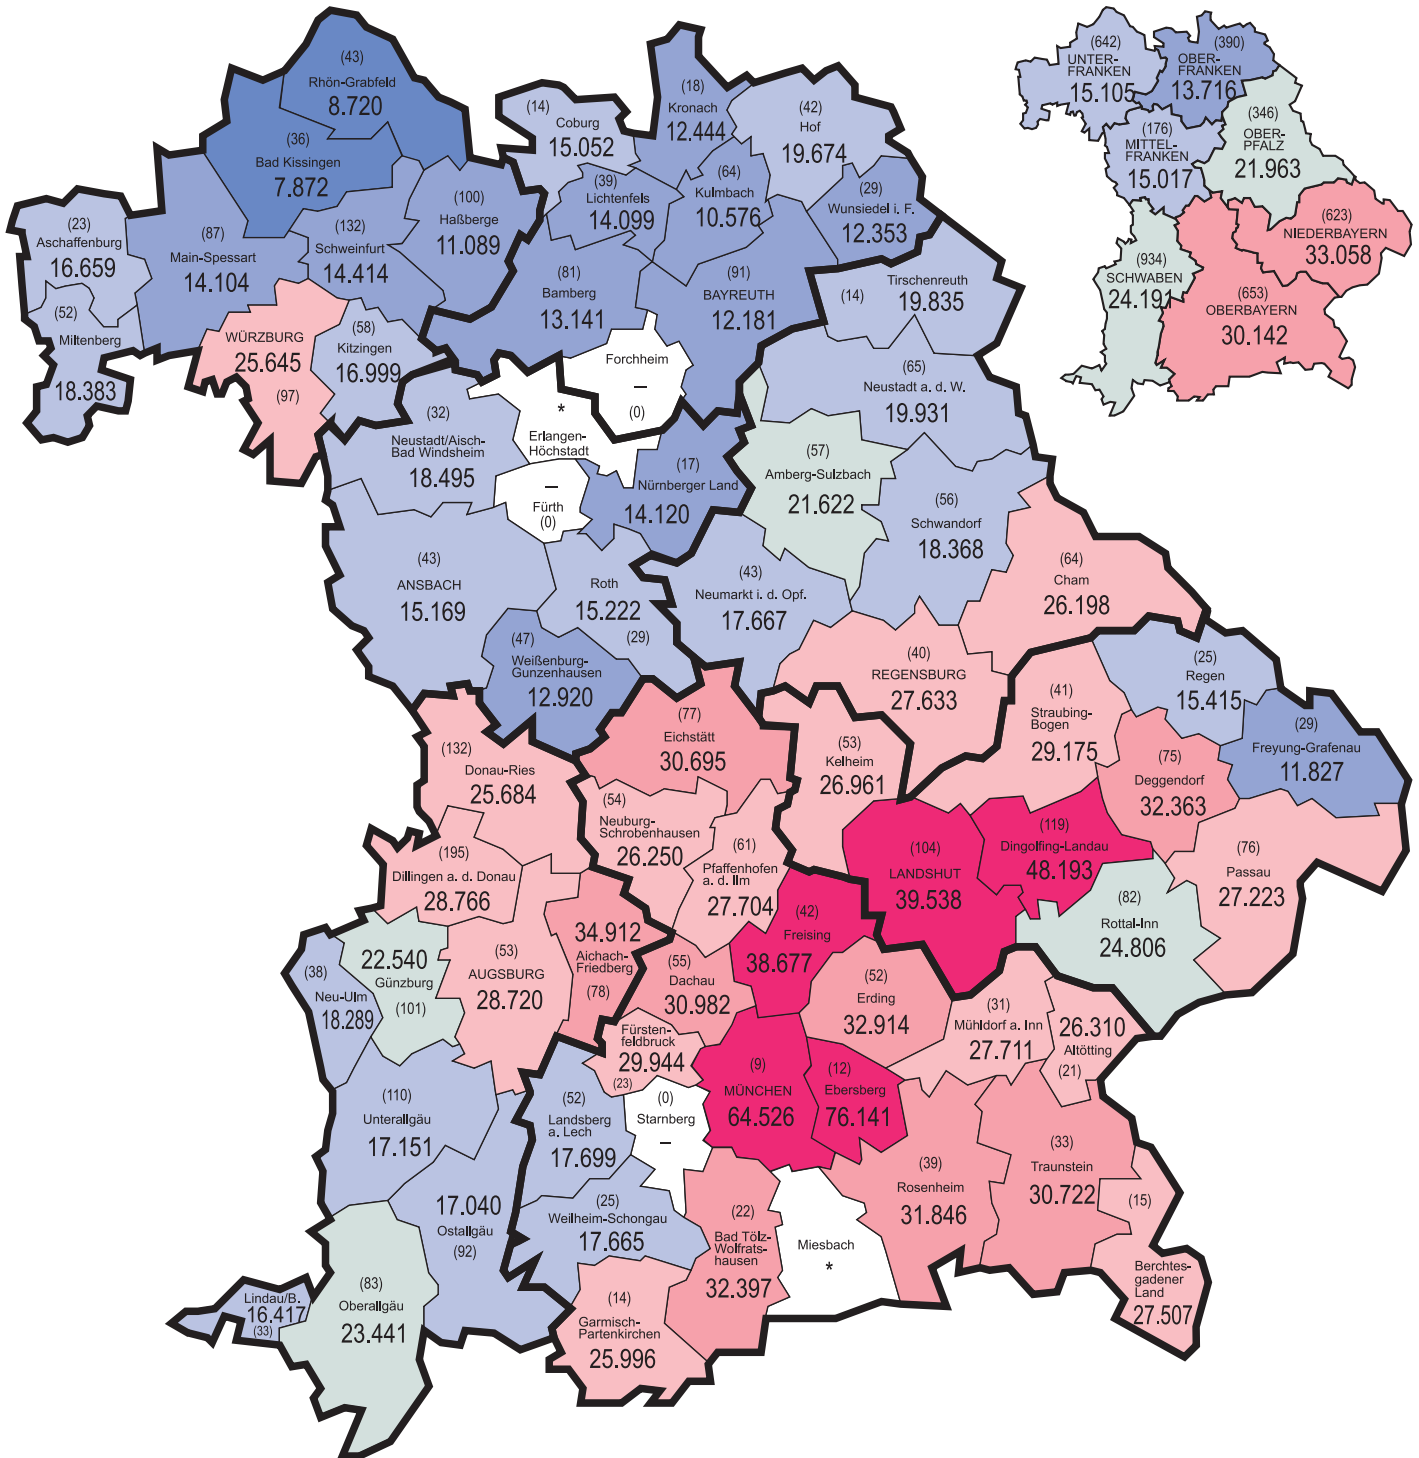 (43)
Rhön-Grabfeld
8.720
(36)
Bad Kissingen
7.872
(14)
Coburg
15.052
(18)
Kronach
12.444
(42)
Hof
19.674
(39)
Lichtenfels
14.099
(64)
Kulmbach
10.576
(29)
Wunsiedel i. F.
12.353
(23)
Aschaffenburg
16.659
(87)
Main-Spessart
14.104
(132)
Schweinfurt
14.414
(100)
Haßberge
11.089
(52)
Miltenberg
18.383
WÜRZBURG
25.645
(97)
(58)
Kitzingen
16.999
(81)
Bamberg
13.141
(91)
BAYREUTH
12.181
Forchheim
–
(0)
(14)
Tirschenreuth
19.835
(65)
Neustadt a. d. W.
19.931
(32)
Neustadt/Aisch-
Bad Windsheim
18.495
*
Erlangen-
Höchstadt
–
Fürth
(0)
(17)
Nürnberger Land
14.120
(57)
Amberg-Sulzbach
21.622
(56)
Schwandorf
18.368
(43)
ANSBACH
15.169
Roth
15.222
(29)
(43)
Neumarkt i. d. Opf.
17.667
(64)
Cham
26.198
(47)
Weißenburg-
Gunzenhausen
12.920
(40)
REGENSBURG
27.633
(25)
Regen
15.415
(41)
Straubing-
Bogen
29.175
(29)
Freyung-Grafenau
11.827
(77)
Eichstätt
30.695
(53)
Kelheim
26.961
(75)
Deggendorf
32.363
(132)
Donau-Ries
25.684
(54)
Neuburg-
Schrobenhausen
26.250
(61)
Pfaffenhofen
a. d. Ilm
27.704
(104)
LANDSHUT
39.538
(119)
Dingolfing-Landau
48.193
(76)
Passau
27.223
(195)
Dillingen a. d. Donau
28.766
(82)
Rottal-Inn
24.806
34.912
Aichach-
Friedberg
(78)
(42)
Freising
38.677
(38)
Neu-Ulm
18.289
22.540
Günzburg
(101)
(53)
AUGSBURG
28.720
(55)
Dachau
30.982
(52)
Erding
32.914
(31)
Mühldorf a. Inn
27.711
26.310
Altötting
(21)
Fürsten-
feldbruck
29.944
(23)
(9)
MÜNCHEN
64.526
(12)
Ebersberg
76.141
(110)
Unterallgäu
17.151
(52)
Landsberg
a. Lech
17.699
(0)
Starnberg
–
(33)
Traunstein
30.722
(39)
Rosenheim
31.846
(15)
Berchtes-
gadener
Land
27.507
17.040
Ostallgäu
(92)
(25)
Weilheim-Schongau
17.665
(22)
Bad Tölz-
Wolfrats-
hausen
32.397
Miesbach
*
Lindau/B.
16.417
(33)
(83)
Oberallgäu
23.441
(14)
Garmisch-
Partenkirchen
25.996
(642)
UNTER-
FRANKEN
15.105
(390)
OBER-
FRANKEN
13.716
(176)
MITTEL-
FRANKEN
15.017
(346)
OBER-
PFALZ
21.963
(623)
NIEDERBAYERN
33.058
(934)
SCHWABEN
24.191
(653)
OBERBAYERN
30.142